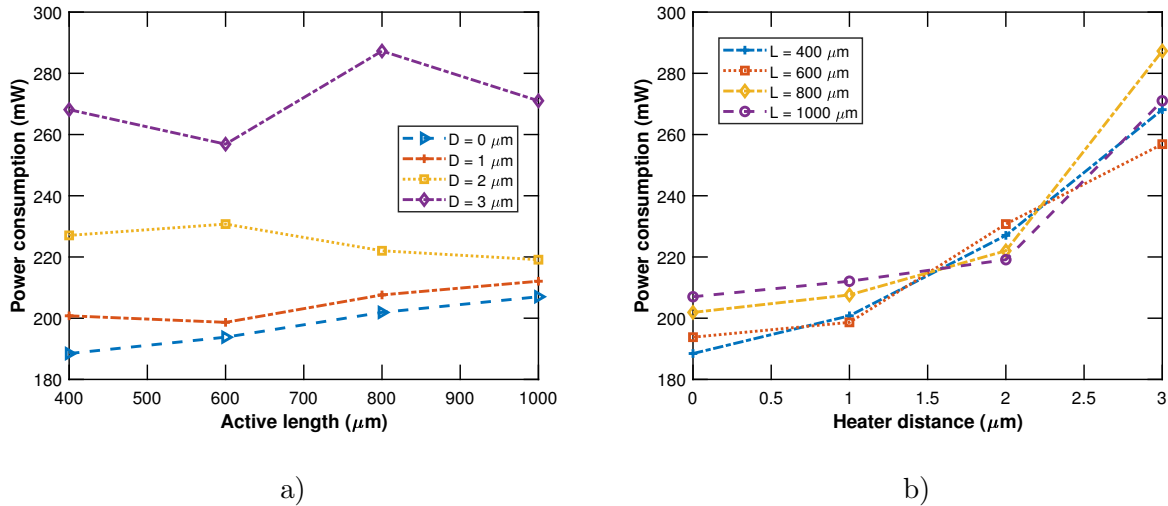 300
280
260
240
220
200
180
400 500 600 700 800 900 1000
Power consumption (mW)
Active length (μm)
D = 0 μm
D = 1 μm
D = 2 μm
D = 3 μm
a)
300
280
260
240
220
200
180
0 0.5 1 1.5 2 2.5 3
Power consumption (mW)
Heater distance (μm)
L = 400 μm
L = 600 μm
L = 800 μm
L = 1000 μm
b)